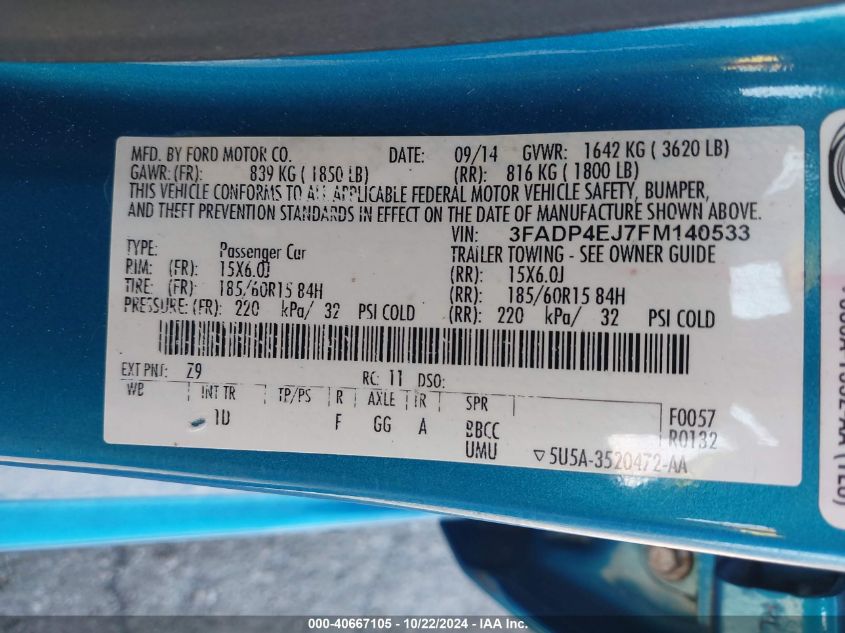 MFD. BY FORD MOTOR CO. DATE: 09/14 GVWR: 1642 KG ( 3620 LB)
GAWR: (FR): 839 KG ( 1850 LB) (RR): 816 KG ( 1800 LB)
THIS VEHICLE CONFORMS TO ALL APPLICABLE FEDERAL MOTOR VEHICLE SAFETY, BUMPER,
AND THEFT PREVENTION STANDARDS IN EFFECT ON THE DATE OF MANUFACTURE SHOWN ABOVE.
VIN: 3FADP4EJ7FM140533
TYPE: Passenger Car TRAILER TOWING - SEE OWNER GUIDE
RIM: (FR): 15X6.0J (RR): 15X6.0J
TIRE: (FR): 185/60R15 84H (RR): 185/60R15 84H
PRESSURE: (FR): 220 kPa/ 32 PSI COLD (RR): 220 kPa/ 32 PSI COLD
EXT PNT: Z9 RC: 11 DSO:
WB INT TR TP/PS R AXLE TR SPR F0057
1D F GG A BBCC R0132
UMU ▽5U5A-3520472-AA
000-40667105 - 10/22/2024 - IAA Inc.